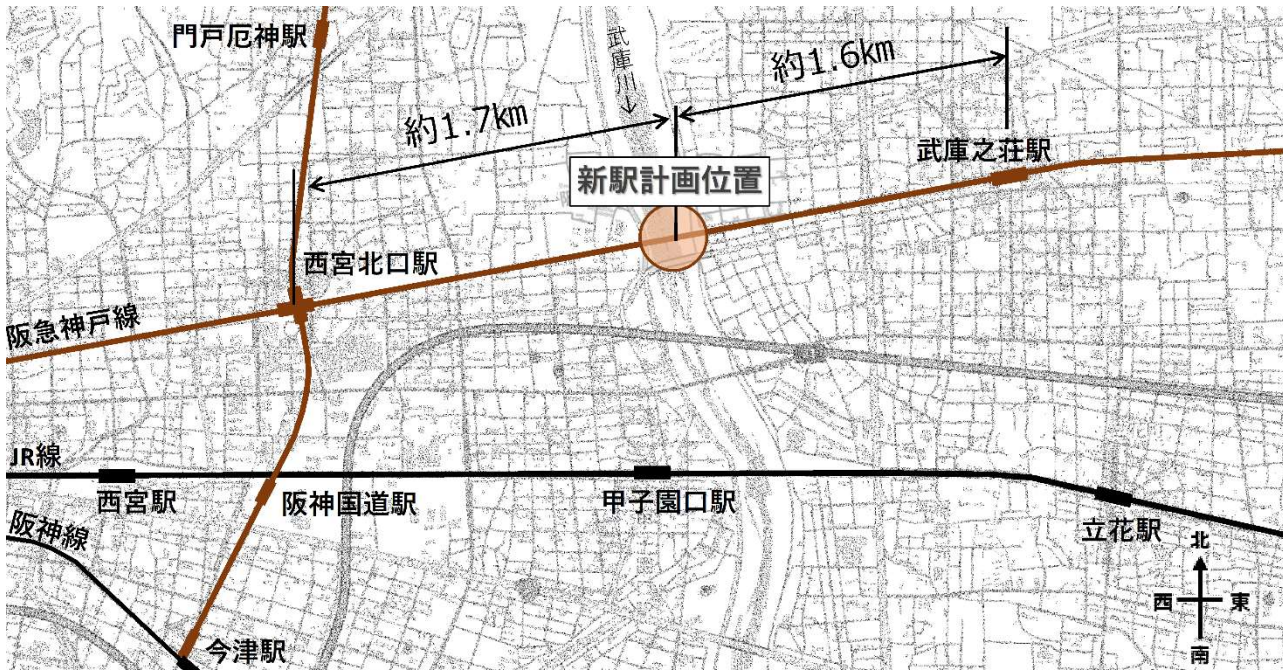 門戸厄神駅
武庫川
約1.6km
約1.7km
武庫之荘駅
新駅計画位置
西宮北口駅
阪急神戸線
JR線
西宮駅
阪神国道駅
甲子園口駅
立花駅
阪神線
北
西
東
南
今津駅